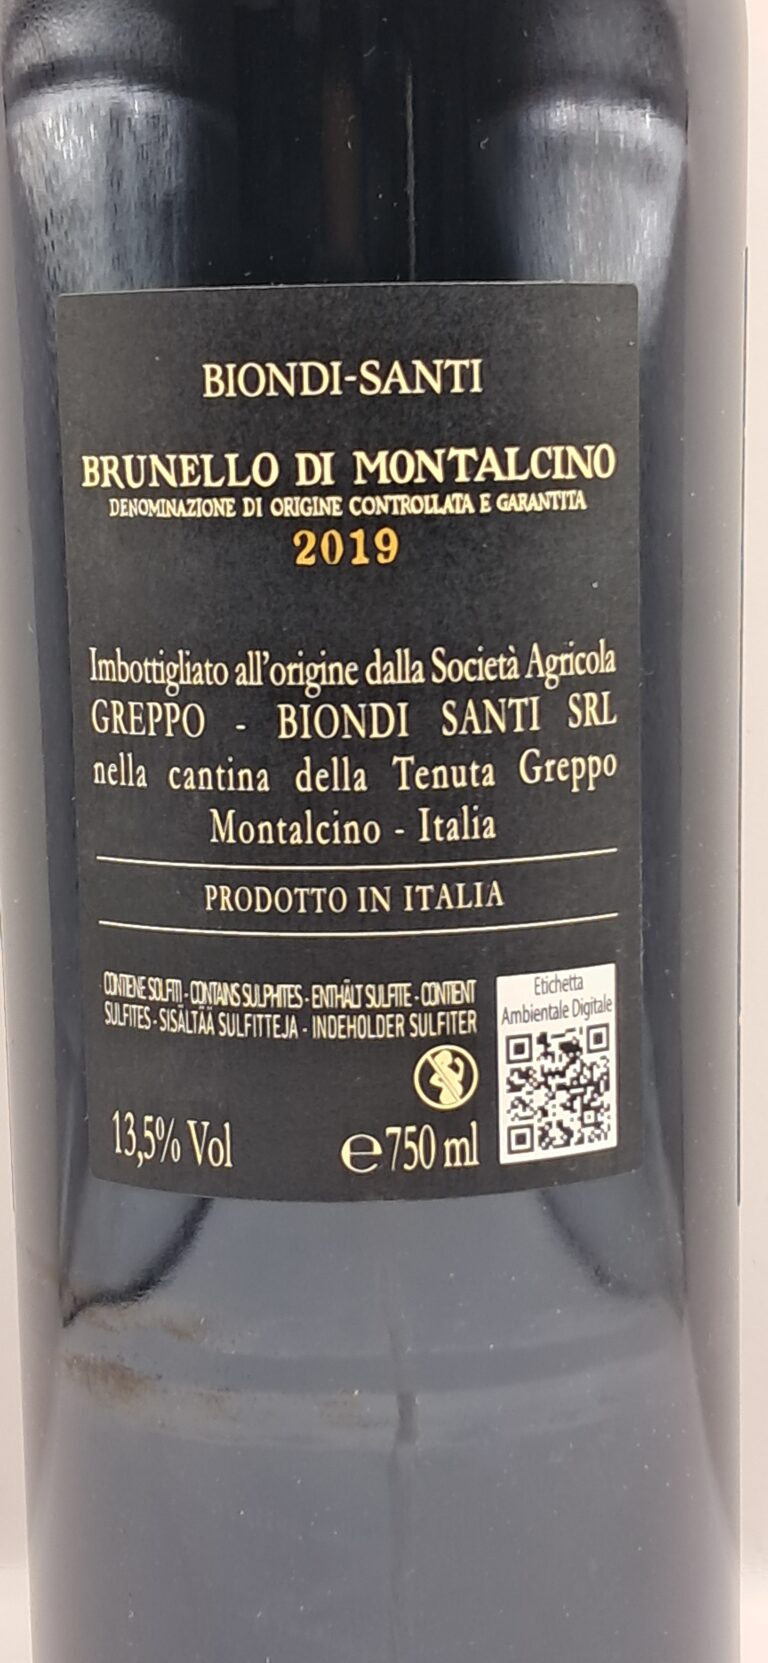 BIONDI-SANTI
BRUNELLO DI MONTALCINO
DENOMINAZIONE DI ORIGINE CONTROLLATA E GARANTITA
2019
Imbottigliato all'origine dalla Società Agricola
GREPPO - BIONDI SANTI SRL
nella cantina della Tenuta Greppo
Montalcino - Italia
PRODOTTO IN ITALIA
CONTIENE SOLFITI - CONTAINS SULPHITES - ENTHÄLT SULFITE - CONTIENT
SULFITES - SISÄLTÄÄ SULFITTEJA - INDEHOLDER SULFITER
Etichetta
Ambientale Digitale
13,5% Vol
e 750 ml